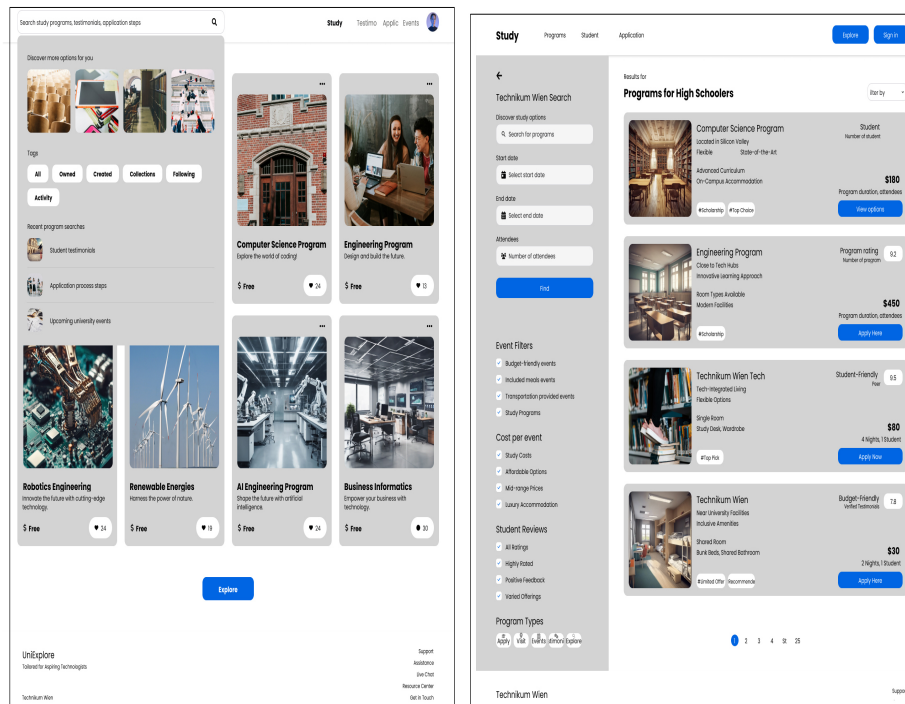 Search study programs, testimonials, application steps
Study Testimo Applic Events
Discover more options for you
Tags
All Owned Created Collections Following
Activity
Recent program searches
Student testimonials
Application process steps
Upcoming university events
Computer Science Program
Explore the world of coding!
$ Free 24
Engineering Program
Design and build the future.
$ Free 13
Robotics Engineering
Innovate the future with cutting-edge
technology.
$ Free 24
Renewable Energies
Harness the power of nature.
$ Free 19
AI Engineering Program
Shape the future with artificial
intelligence.
$ Free 24
Business Informatics
Empower your business with
technology.
$ Free 30
Explore
UniExplore
Tailored for Aspiring Technologists
Technikum Wien
Support
Assistance
Live Chat
Resource Center
Get In Touch
Study Programs Student Application Explore Sign in
Technikum Wien Search
Discover study options
Search for programs
Start date
Select start date
End date
Select end date
Attendees
Number of attendees
Find
Event Filters
Budget-friendly events
Included meals events
Transportation provided events
Study Programs
Cost per event
Study Costs
Affordable Options
Mid-range Prices
Luxury Accommodation
Student Reviews
All Ratings
Highly Rated
Positive Feedback
Varied Offerings
Program Types
Apply Visit Events stimoni Explore
Results for
Programs for High Schoolers
filter by
Computer Science Program
Located in Silicon Valley
Flexible State-of-the-Art
Advanced Curriculum
On-Campus Accommodation
#Scholarship #Top Choice
Student
Number of student
$180
Program duration, attendees
View options
Engineering Program
Close to Tech Hubs
Innovative Learning Approach
Room Types Available
Modern Facilities
#Scholarship
Program rating 9.2
Number of program
$450
Program duration, attendees
Apply Here
Technikum Wien Tech
Tech-Integrated Living
Flexible Options
Single Room
Study Desk, Wardrobe
#Top Pick
Student-Friendly 9.5
Peer
$80
4 Nights, 1 Student
Apply Now
Technikum Wien
Near University Facilities
Inclusive Amenities
Shared Room
Bunk Beds, Shared Bathroom
#Limited Offer Recommende
Budget-Friendly 7.8
Verified Testimonials
$30
2 Nights, 1 Student
Apply Here
1 2 3 4 St 25
Technikum Wien
Suppo